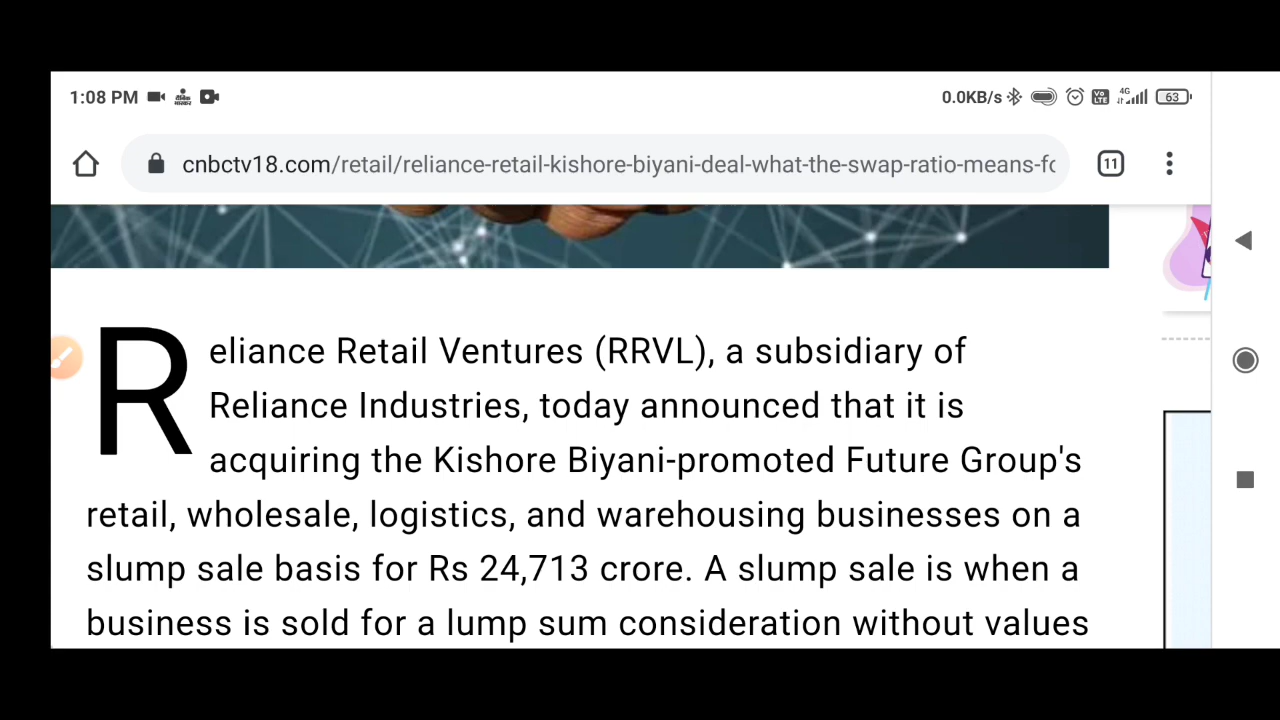 1:08 PM
0.0KB/s 4G VO LTE 63
cnbctv18.com/retail/reliance-retail-kishore-biyani-deal-what-the-swap-ratio-means-fo
11
Reliance Retail Ventures (RRVL), a subsidiary of
Reliance Industries, today announced that it is
acquiring the Kishore Biyani-promoted Future Group's
retail, wholesale, logistics, and warehousing businesses on a
slump sale basis for Rs 24,713 crore. A slump sale is when a
business is sold for a lump sum consideration without values